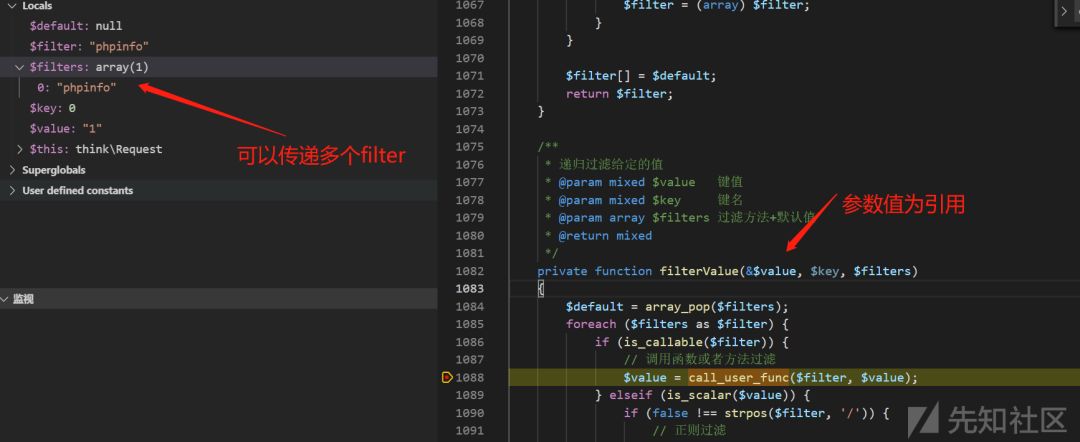 Locals
$default: null
$filter: "phpinfo"
$filters: array(1)
0: "phpinfo"
$key: 0
$value: "1"
$this: think\Request
Superglobals
User defined constants
监视
可以传递多个filter
1067 $filter = (array) $filter;
1068 }
1069 }
1070
1071 $filter[] = $default;
1072 return $filter;
1073 }
1074
1075 /**
1076 * 递归过滤给定的值
1077 * @param mixed $value 键值
1078 * @param mixed $key 键名
1079 * @param array $filters 过滤方法+默认值
1080 * @return mixed
1081 */
1082 private function filterValue(&$value, $key, $filters)
1083 {
1084 $default = array_pop($filters);
1085 foreach ($filters as $filter) {
1086 if (is_callable($filter)) {
1087 // 调用函数或者方法过滤
1088 $value = call_user_func($filter, $value);
1089 } elseif (is_scalar($value)) {
1090 if (false !== strpos($filter, '/')) {
1091 // 正则过滤
参数值为引用
先知社区